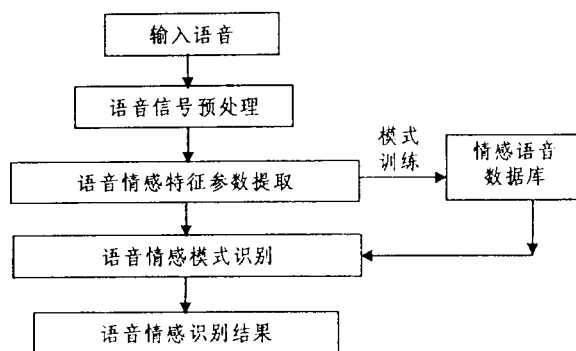 输入语音
语音信号预处理
模式
训练
情感语音
数据库
语音情感特征参数提取
语音情感模式识别
语音情感识别结果